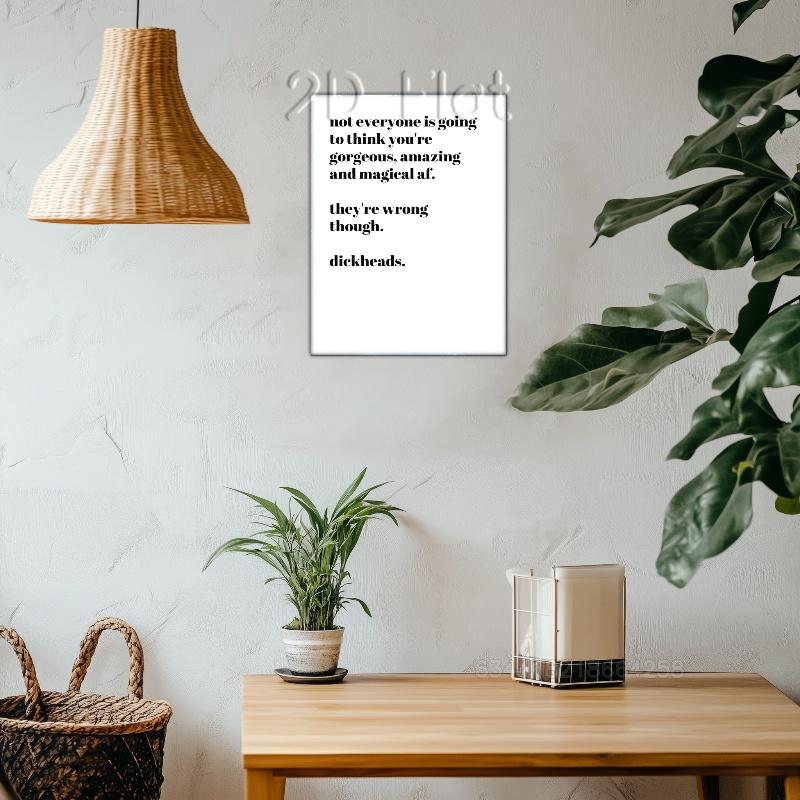 2D Flat
not everyone is going
to think you're
gorgeous, amazing
and magical af.
they're wrong
though.
dickheads.